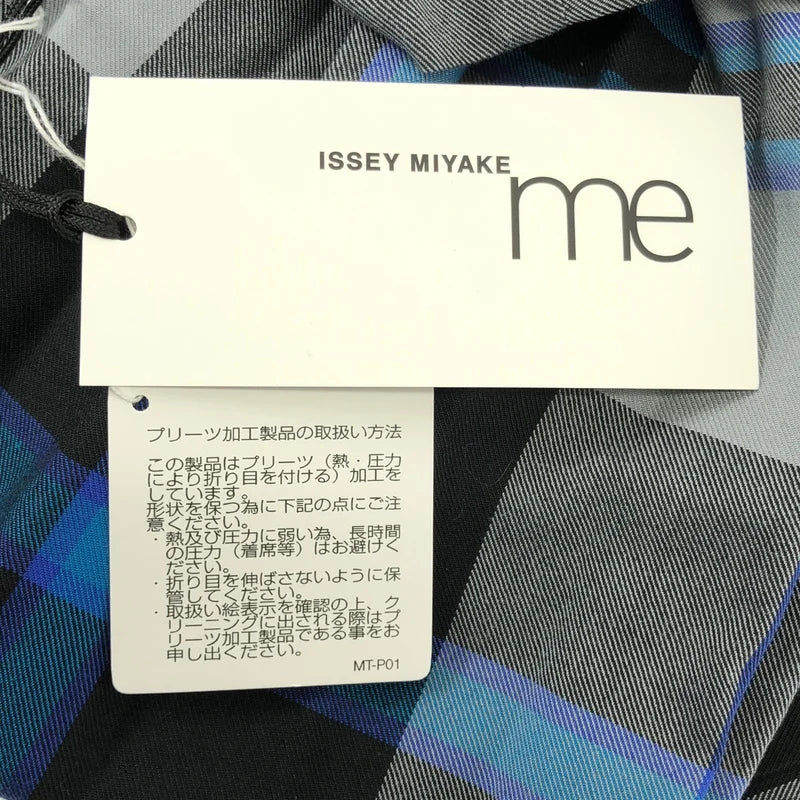 ISSEY MIYAKE
me
プリーツ加工製品の取扱い方法
この製品はプリーツ（熱・圧力
により折り目を付ける）加工を
しています。
形状を保つ為に下記の点にご注
意ください。
・熱及び圧力に弱い為、長時間
の圧力（着席等）はお避けく
ださい。
・折り目を伸ばさないように保
管してください。
・取扱い絵表示を確認の上、ク
リーニングに出される際はプ
リーツ加工製品である事をお
申し出ください。
MT-P01